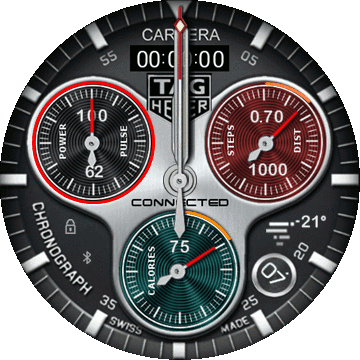 CARRERA
55
00:00:00
05
TAG
HEUER
100
POWER
PULSE
62
0.70
STEPS
DIST
1000
CONNECTED
CHRONOGRAPH
-21°
20
75
CALORIES
07
35
25
SWISS
MADE